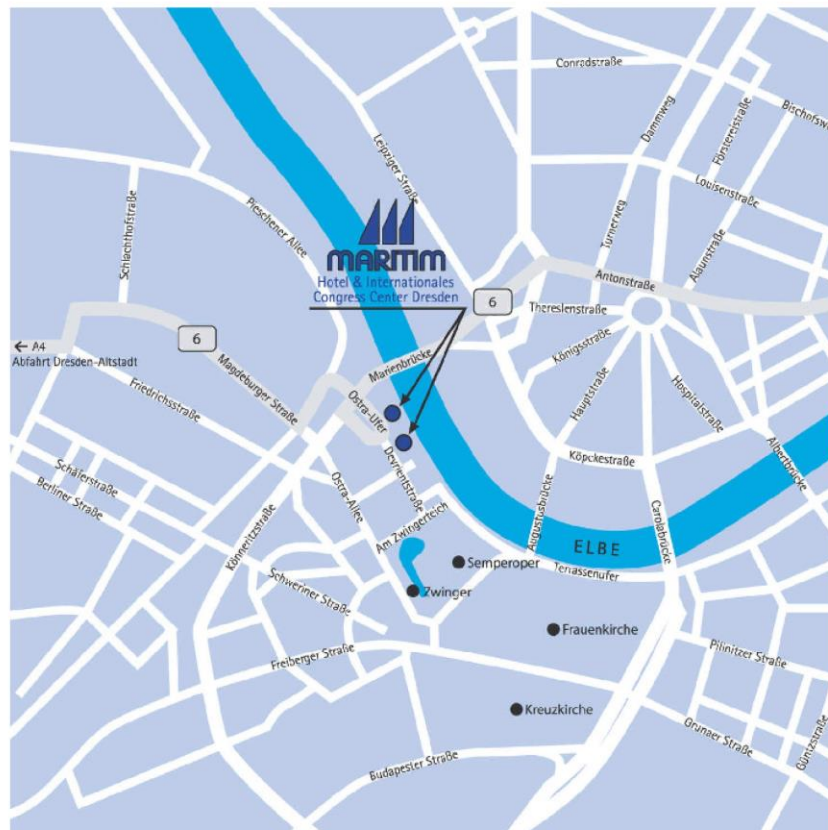 Conradstraße
Dammweg
Förstereistraße
Bischofsw
Leipziger Straße
Louisenstraße
Schlachthofstraße
Pieschener Allee
Turnerweg
Alaunstraße
MARITIM
Hotel & Internationales
Congress Center Dresden
6
Antonstraße
Thereslenstraße
Königsstraße
6
← A4
Abfahrt Dresden-Altstadt
Magdeburger Straße
Marienbrücke
Friedrichsstraße
Ostra-Ufer
Hauptstraße
Hospitalstraße
Albertbrücke
Köpckestraße
Devrientstraße
Schäferstraße
Berliner Straße
Ostra-Allee
Könneritzstraße
Am Zwingerteich
Augustusbrücke
Carolabrücke
ELBE
Semperoper
Terrassenufer
Zwinger
Schweriner Straße
Frauenkirche
Pilinitzer Straße
Freiberger Straße
Kreuzkirche
Grunaer Straße
Güntzstraße
Budapester Straße